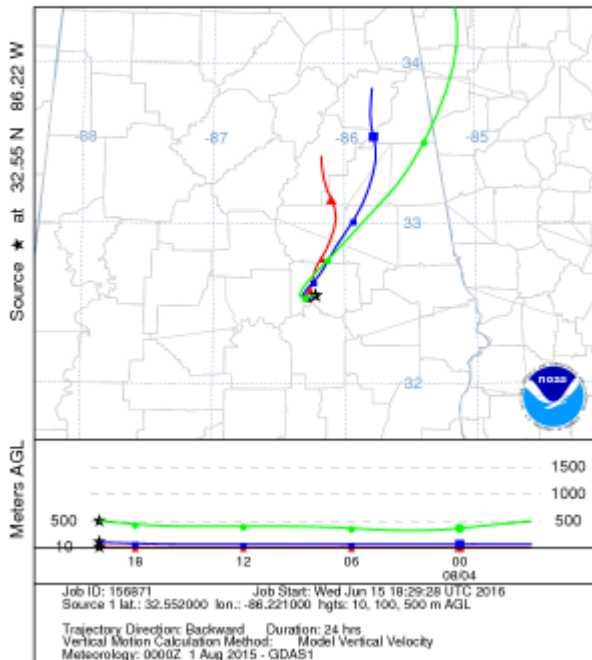 Source ★ at 32.55 N 86.22 W
34
-88
-87
-86
-85
33
32
noaa
Meters AGL
1500
1000
500
500
10
18
12
06
00
08/04
Job ID: 156871 Job Start: Wed Jun 15 18:29:28 UTC 2016
Source 1 lat.: 32.552000 lon.: -86.221000 hgts: 10, 100, 500 m AGL
Trajectory Direction: Backward Duration: 24 hrs
Vertical Motion Calculation Method: Model Vertical Velocity
Meteorology: 0000Z 1 Aug 2015 - GDAS1